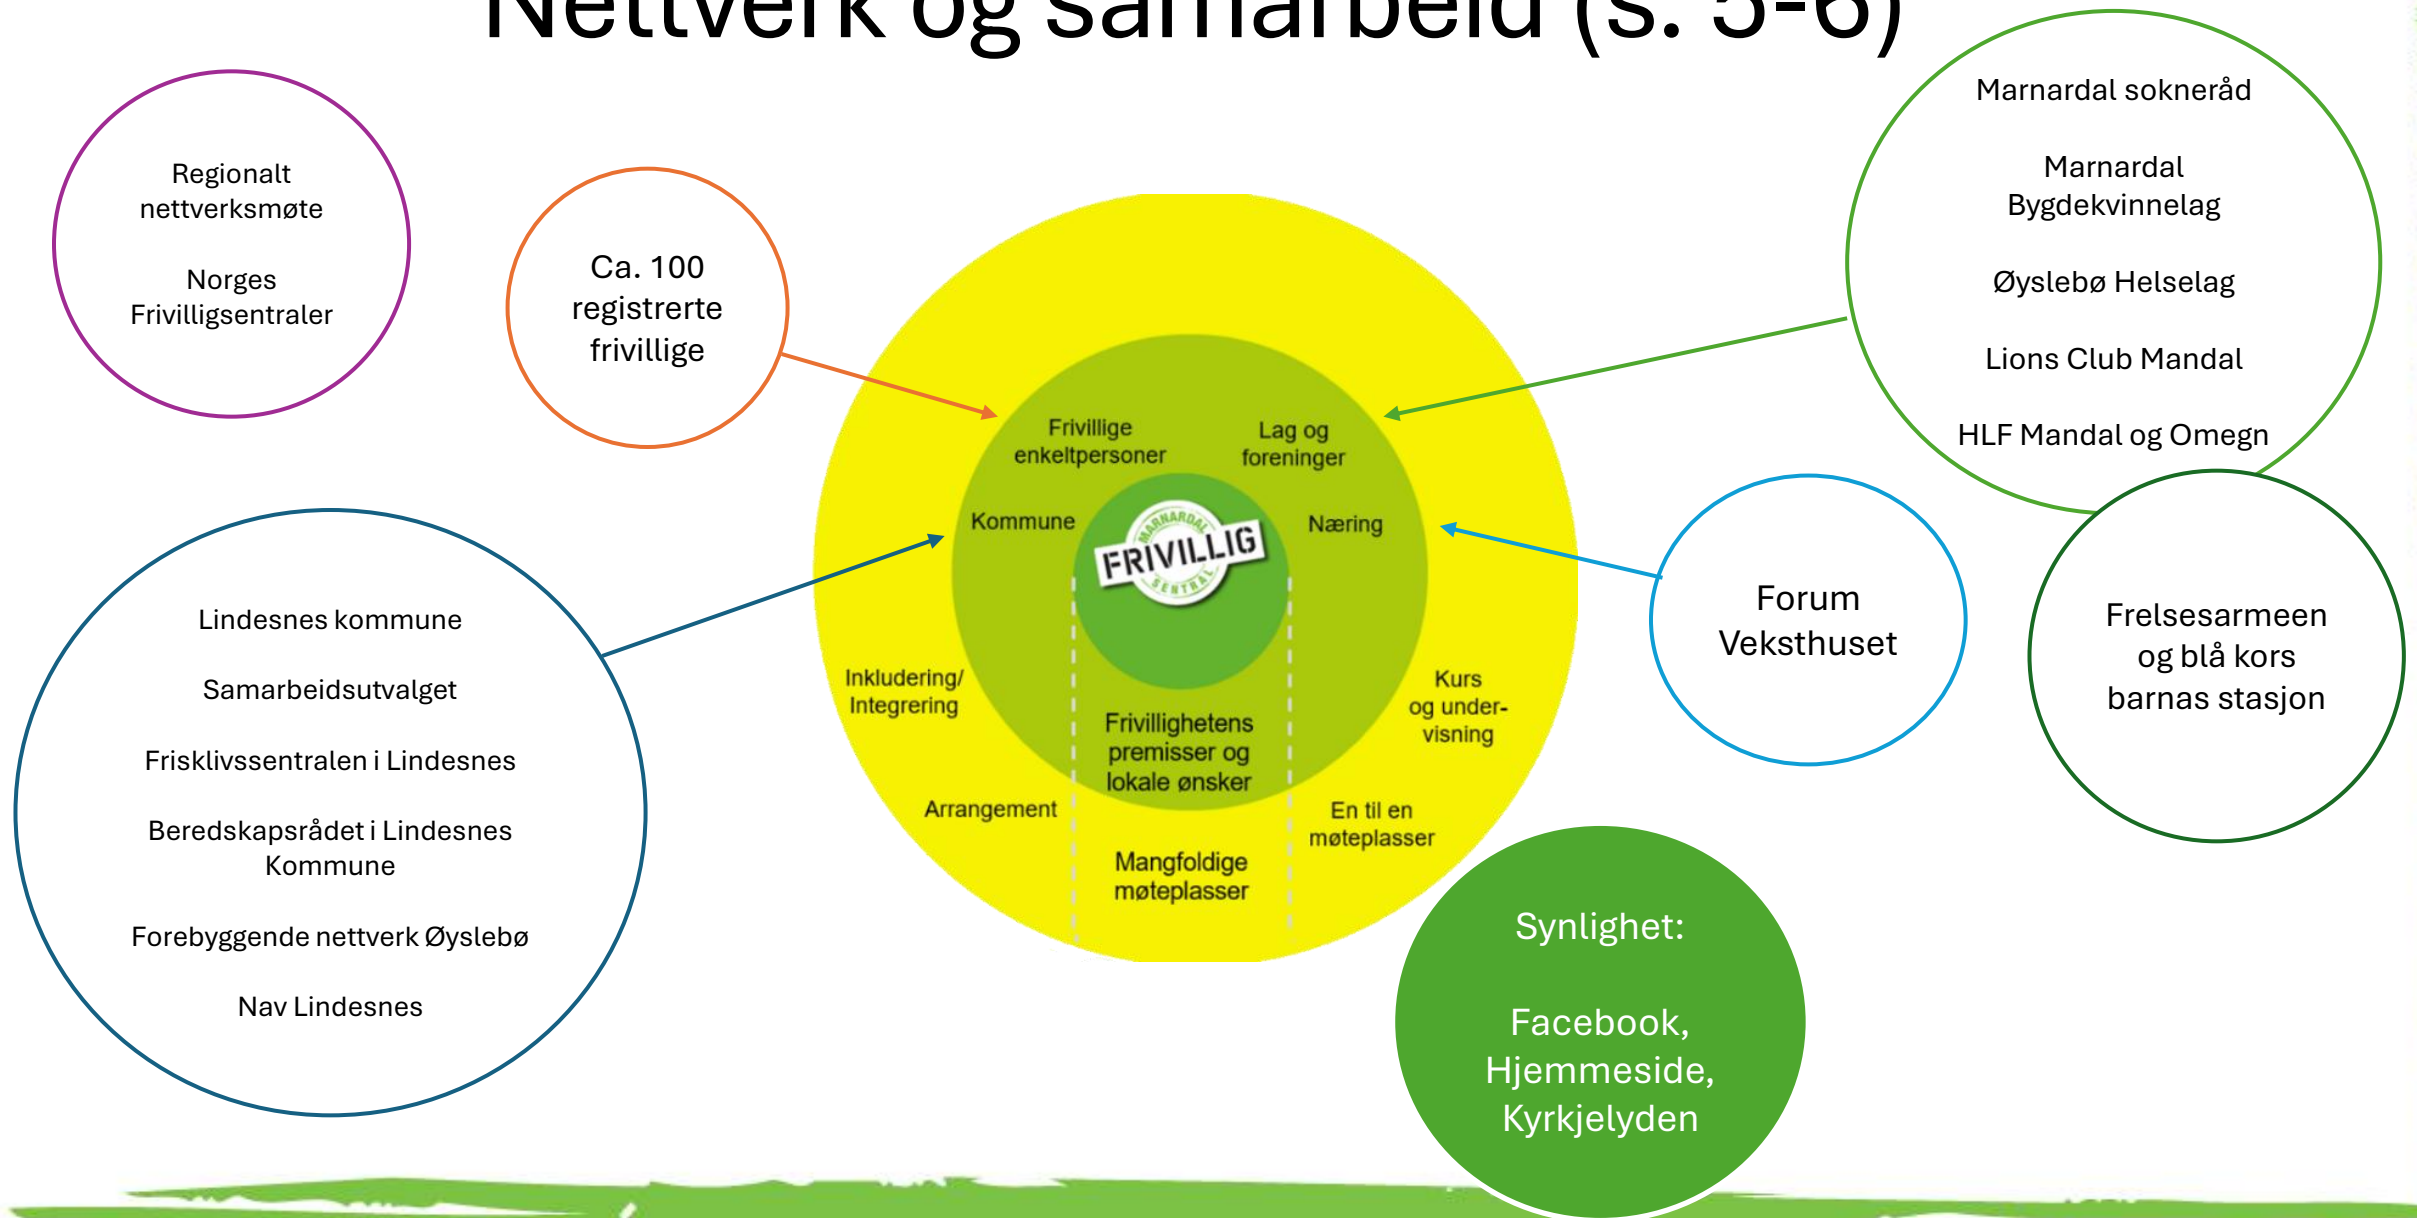 Nettverk og samarbeid (s. 5-6)
Regionalt
nettverksmøte
Norges
Frivilligsentraler
Ca. 100
registrerte
frivillige
Marnardal sokneråd
Marnardal
Bygdekvinnelag
Øyslebø Helselag
Lions Club Mandal
HLF Mandal og Omegn
Frivillige
enkeltpersoner
Lag og
foreninger
Kommune
Næring
MARNARDAL
FRIVILLIG
SENTRAL
Inkludering/
Integrering
Kurs
og under-
visning
Frivillighetens
premisser og
lokale ønsker
Arrangement
En til en
møteplasser
Mangfoldige
møteplasser
Lindesnes kommune
Samarbeidsutvalget
Frisklivssentralen i Lindesnes
Beredskapsrådet i Lindesnes
Kommune
Forebyggende nettverk Øyslebø
Nav Lindesnes
Forum
Veksthuset
Frelsesarmeen
og blå kors
barnas stasjon
Synlighet:
Facebook,
Hjemmeside,
Kyrkjelyden